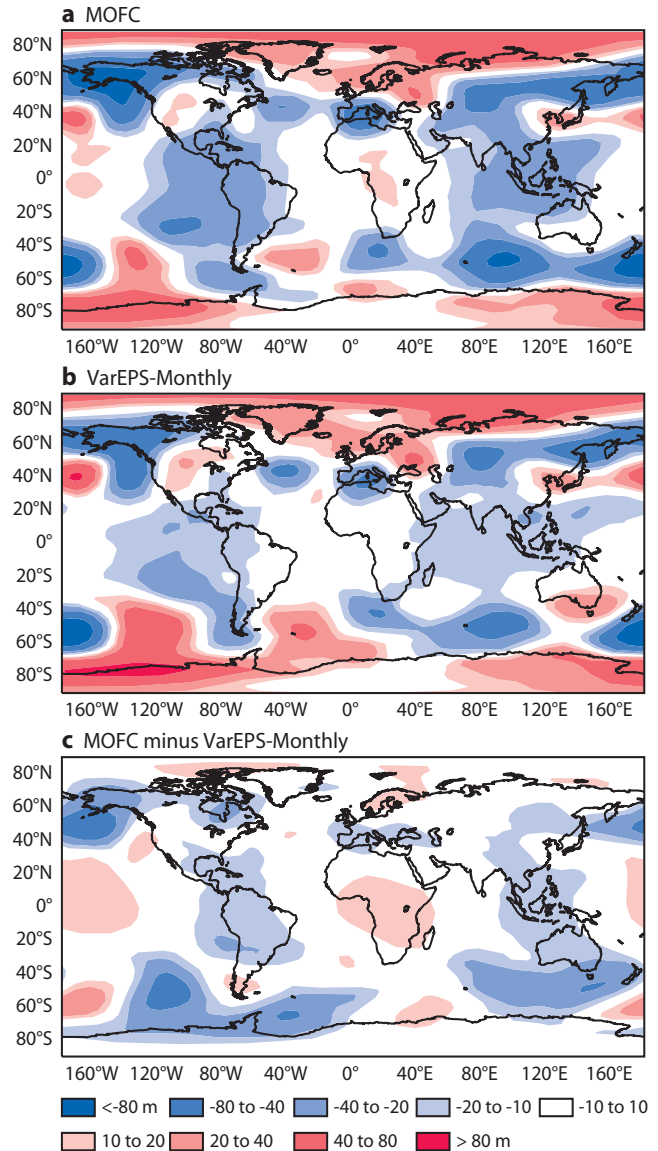 a MOFC
80°N
60°N
40°N
20°N
0°
20°S
40°S
60°S
80°S
160°W 120°W 80°W 40°W 0° 40°E 80°E 120°E 160°E
b VarEPS-Monthly
80°N
60°N
40°N
20°N
0°
20°S
40°S
60°S
80°S
160°W 120°W 80°W 40°W 0° 40°E 80°E 120°E 160°E
c MOFC minus VarEPS-Monthly
80°N
60°N
40°N
20°N
0°
20°S
40°S
60°S
80°S
160°W 120°W 80°W 40°W 0° 40°E 80°E 120°E 160°E
<-80 m -80 to -40 -40 to -20 -20 to -10 -10 to 10
10 to 20 20 to 40 40 to 80 > 80 m